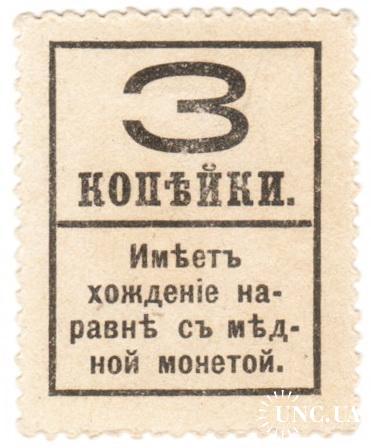 3
КОПѢЙКИ.
Имѣетъ
хожденіе на-
равнѣ съ мѣд-
ной монетой.
UNC.UA